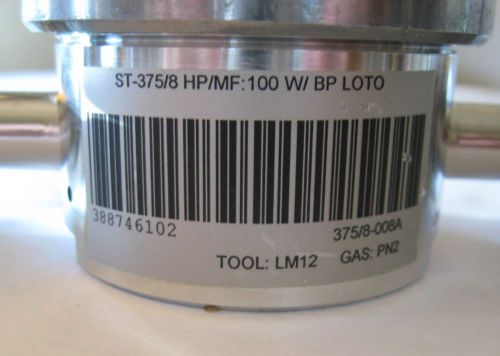 ST-375/8 HP/MF:100 W/ BP LOTO
388746102
375/8-008A
TOOL: LM12 GAS: PN2